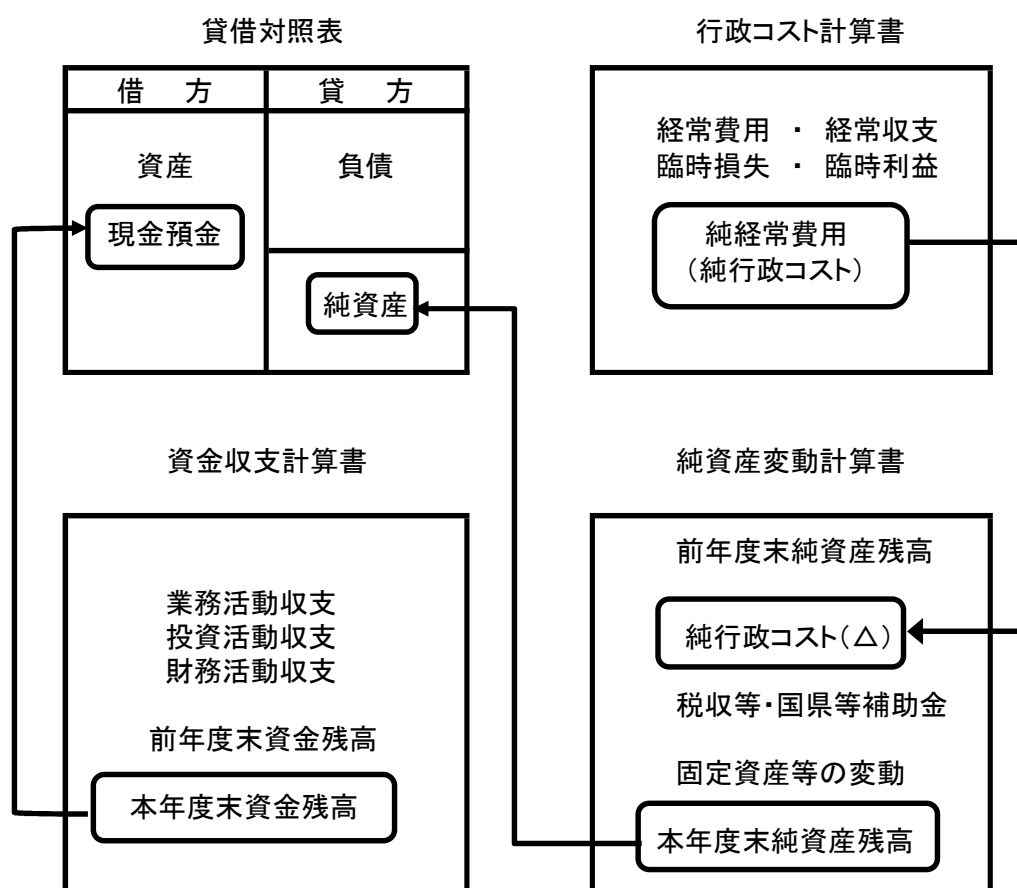 貸借対照表
借　方
貸　方
資産
現金預金
負債
純資産
行政コスト計算書
経常費用 ・ 経常収支
臨時損失 ・ 臨時利益
純経常費用
（純行政コスト）
資金収支計算書
業務活動収支
投資活動収支
財務活動収支
前年度末資金残高
本年度末資金残高
純資産変動計算書
前年度末純資産残高
純行政コスト（△）
税収等・国県等補助金
固定資産等の変動
本年度末純資産残高